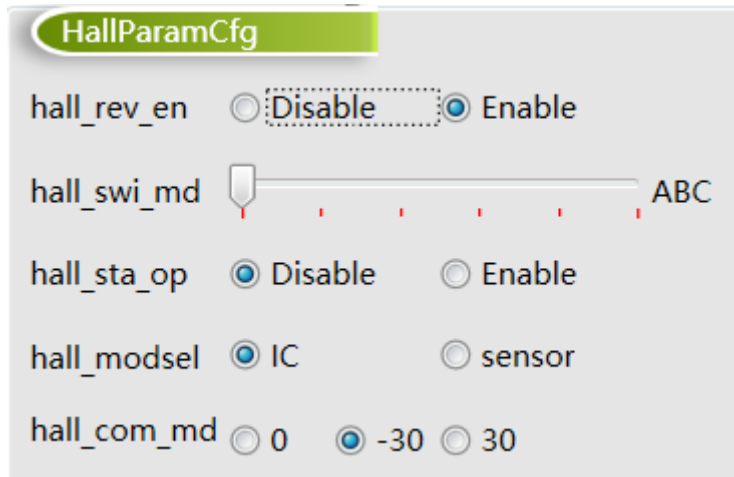 HallParamCfg
hall_rev_en Disable Enable
hall_swi_md ABC
hall_sta_op Disable Enable
hall_modsel IC sensor
hall_com_md 0 -30 30